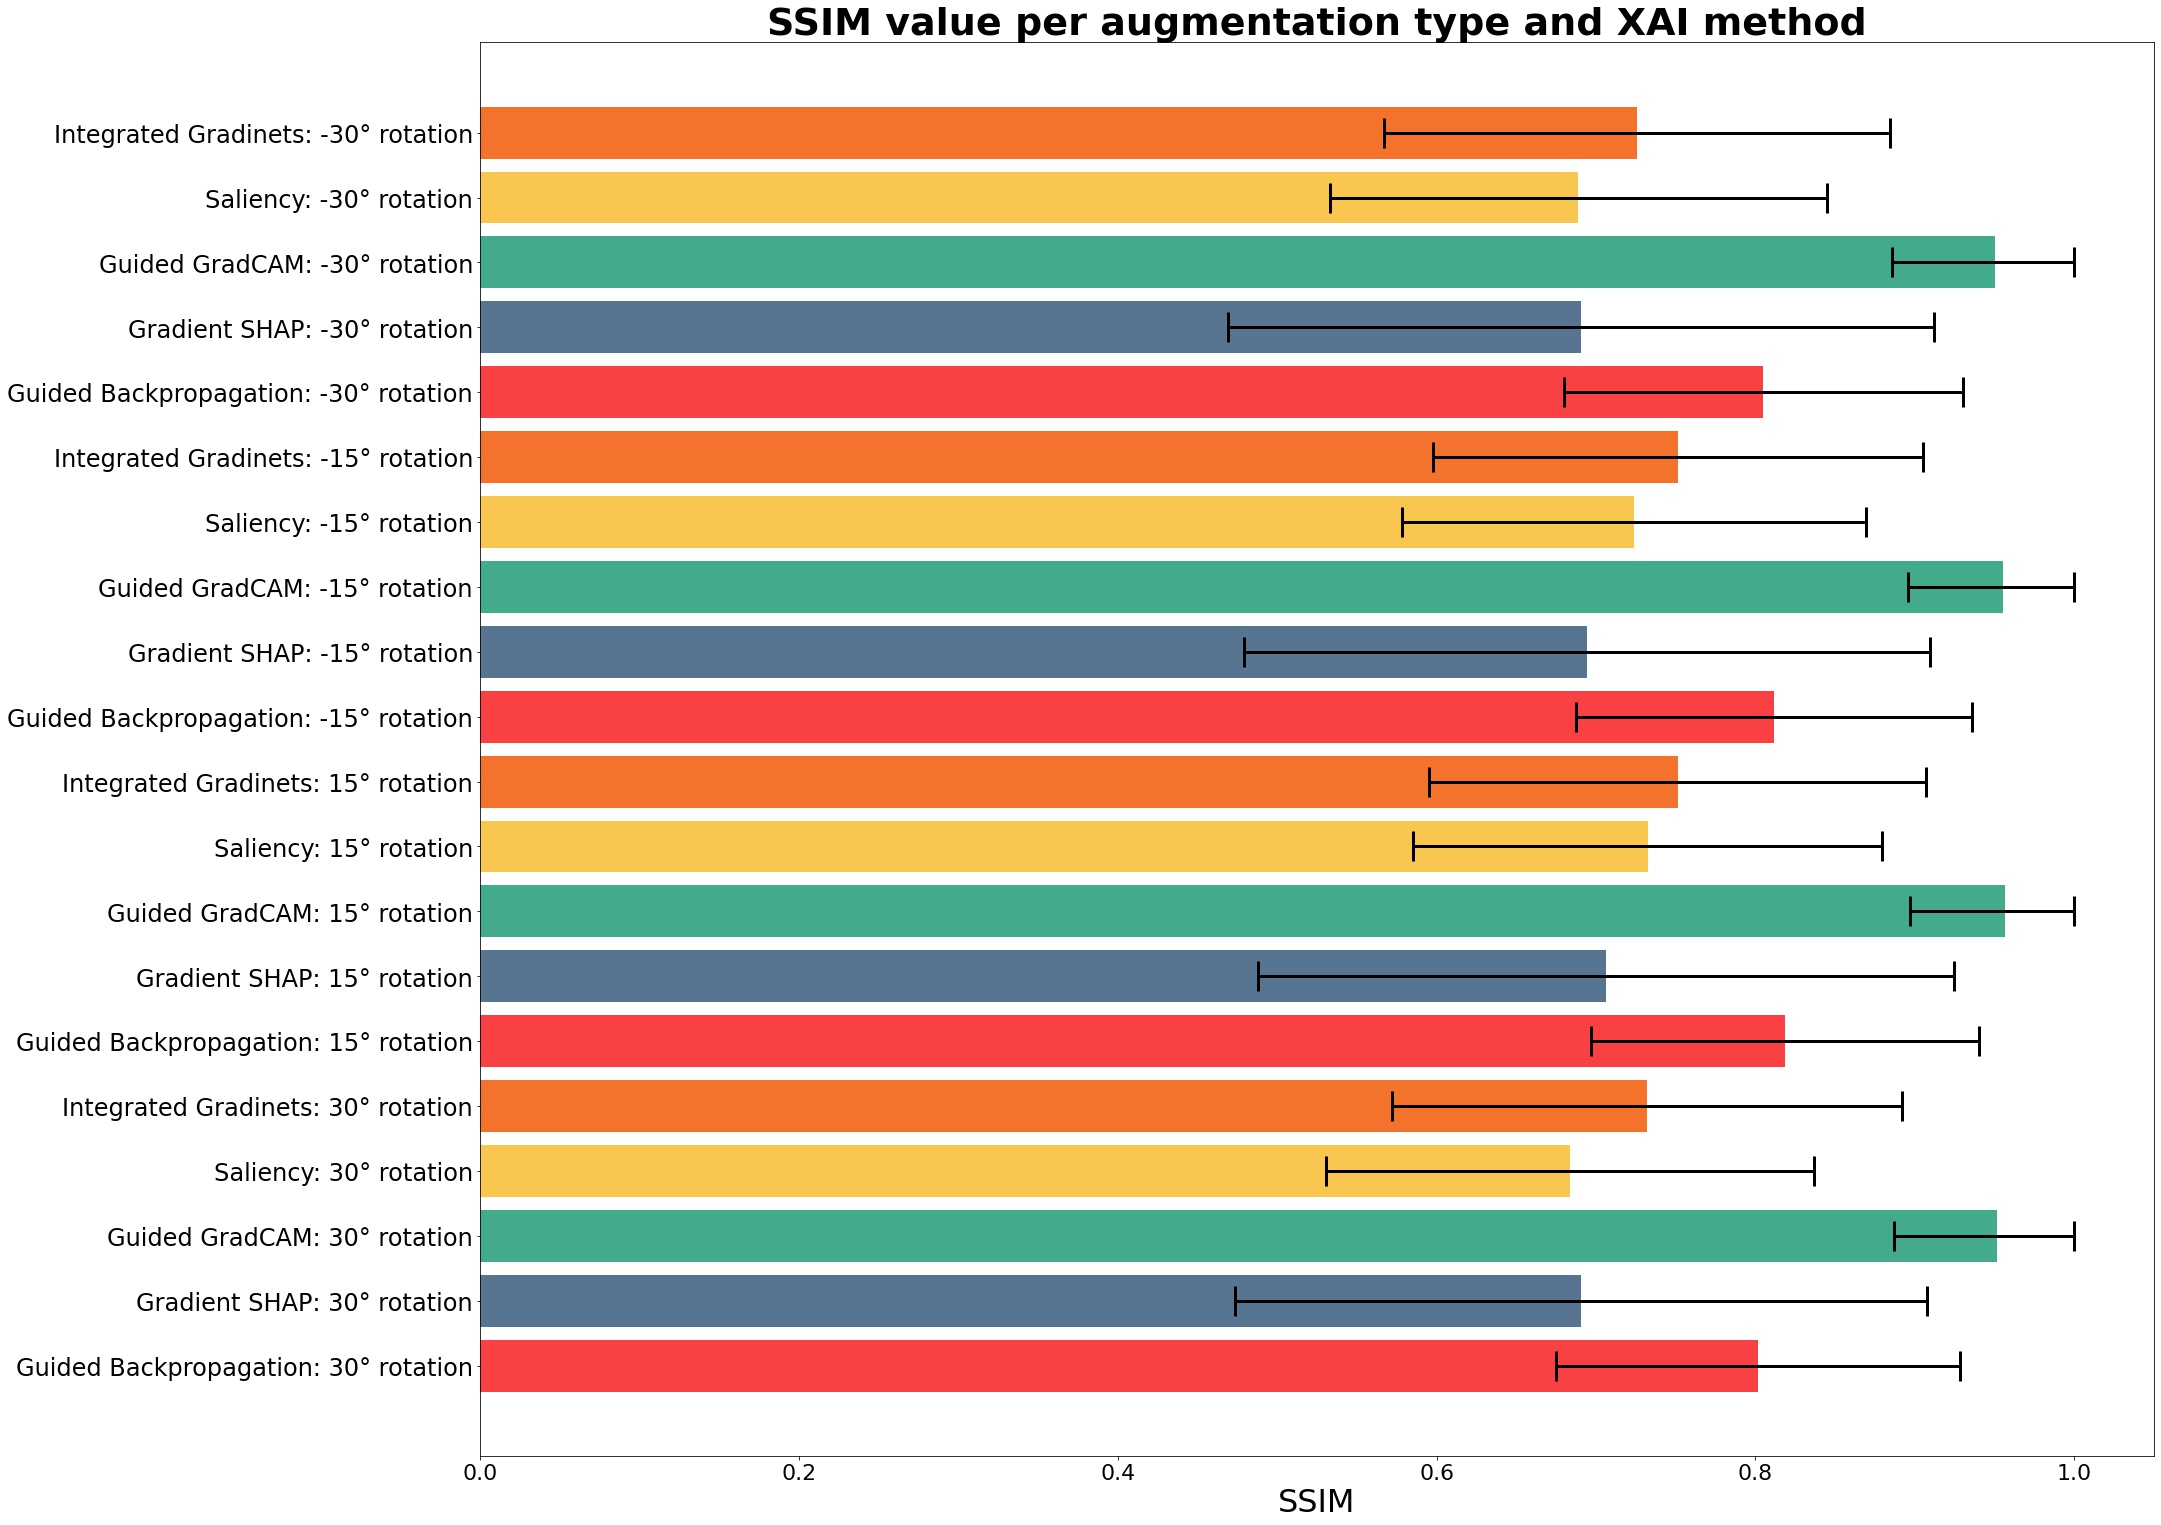 SSIM value per augmentation type and XAI method
Integrated Gradinets: -30° rotation
Saliency: -30° rotation
Guided GradCAM: -30° rotation
Gradient SHAP: -30° rotation
Guided Backpropagation: -30° rotation
Integrated Gradinets: -15° rotation
Saliency: -15° rotation
Guided GradCAM: -15° rotation
Gradient SHAP: -15° rotation
Guided Backpropagation: -15° rotation
Integrated Gradinets: 15° rotation
Saliency: 15° rotation
Guided GradCAM: 15° rotation
Gradient SHAP: 15° rotation
Guided Backpropagation: 15° rotation
Integrated Gradinets: 30° rotation
Saliency: 30° rotation
Guided GradCAM: 30° rotation
Gradient SHAP: 30° rotation
Guided Backpropagation: 30° rotation
0.0 0.2 0.4 0.6 0.8 1.0
SSIM